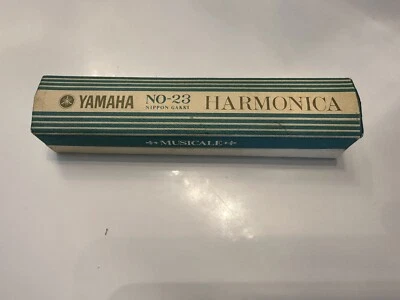 YAMAHA NO-23 HARMONICA
NIPPON GAKKI
MUSICALE